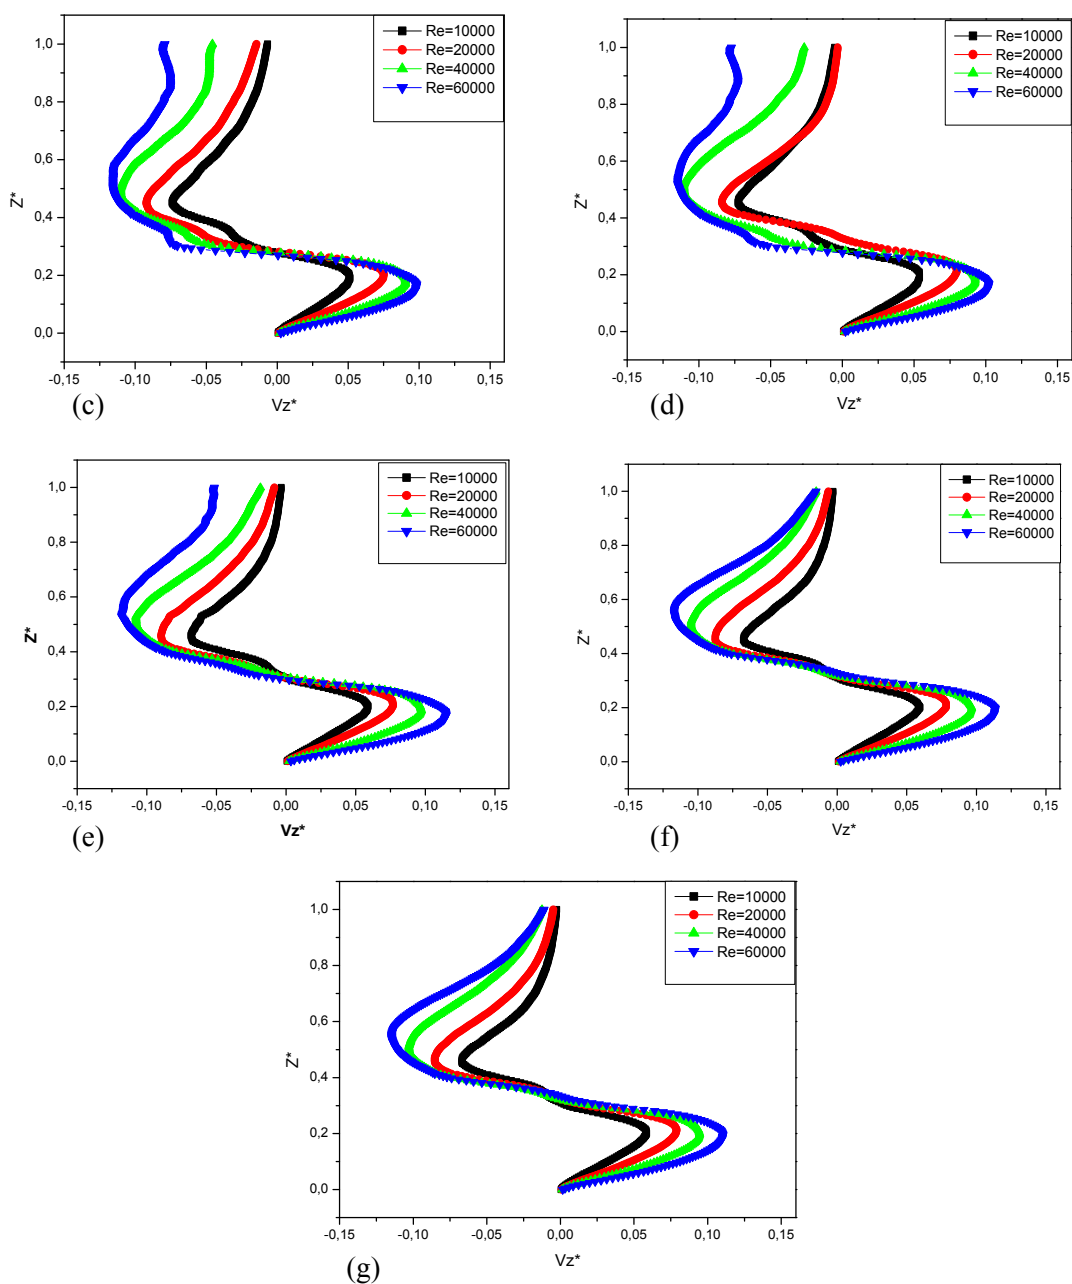 Re=10000
Re=20000
Re=40000
Re=60000
1,0
0,8
0,6
0,4
0,2
0,0
Z*
-0,15 -0,10 -0,05 0,00 0,05 0,10 0,15
Vz*
(c)
Re=10000
Re=20000
Re=40000
Re=60000
1,0
0,8
0,6
0,4
0,2
0,0
Z*
-0,15 -0,10 -0,05 0,00 0,05 0,10 0,15
Vz*
(d)
Re=10000
Re=20000
Re=40000
Re=60000
1,0
0,8
0,6
0,4
0,2
0,0
Z*
-0,15 -0,10 -0,05 0,00 0,05 0,10 0,15
Vz*
(e)
Re=10000
Re=20000
Re=40000
Re=60000
1,0
0,8
0,6
0,4
0,2
0,0
Z*
-0,15 -0,10 -0,05 0,00 0,05 0,10 0,15
Vz*
(f)
Re=10000
Re=20000
Re=40000
Re=60000
1,0
0,8
0,6
0,4
0,2
0,0
Z*
-0,15 -0,10 -0,05 0,00 0,05 0,10 0,15
Vz*
(g)